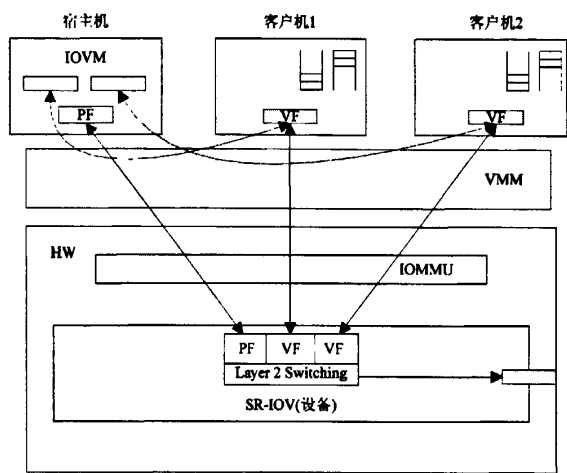 宿主机 客户机1 客户机2
IOVM
PF VF VF
VMM
HW
IOMMU
PF VF VF
Layer 2 Switching
SR-IOV(设备)